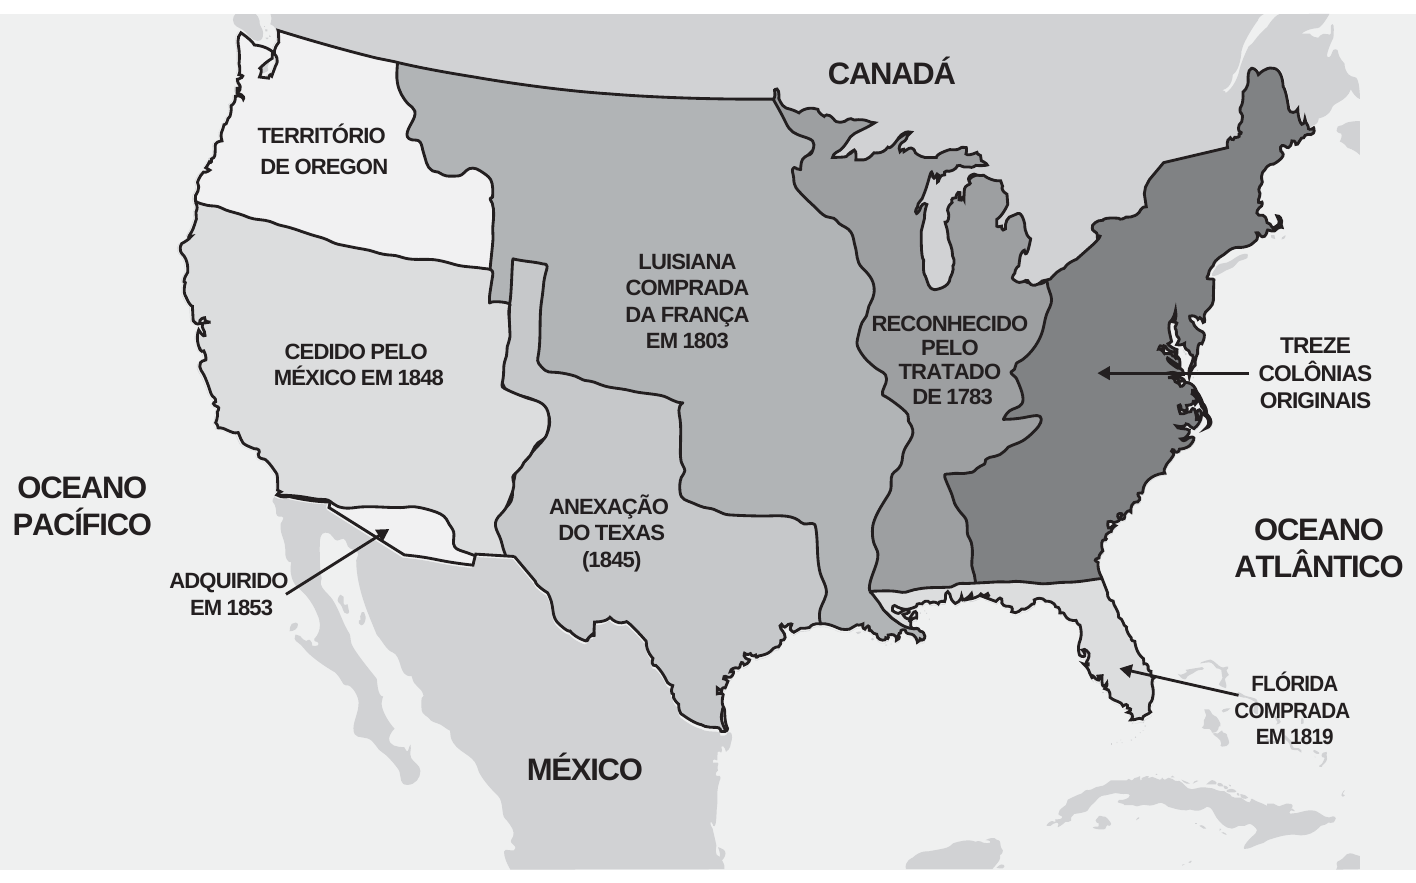 CANADÁ
TERRITÓRIO
DE OREGON
LUISIANA
COMPRADA
DA FRANÇA
EM 1803
RECONHECIDO
PELO
TRATADO
DE 1783
TREZE
COLÔNIAS
ORIGINAIS
CEDIDO PELO
MÉXICO EM 1848
OCEANO
PACÍFICO
ANEXAÇÃO
DO TEXAS
(1845)
OCEANO
ATLÂNTICO
ADQUIRIDO
EM 1853
FLÓRIDA
COMPRADA
EM 1819
MÉXICO